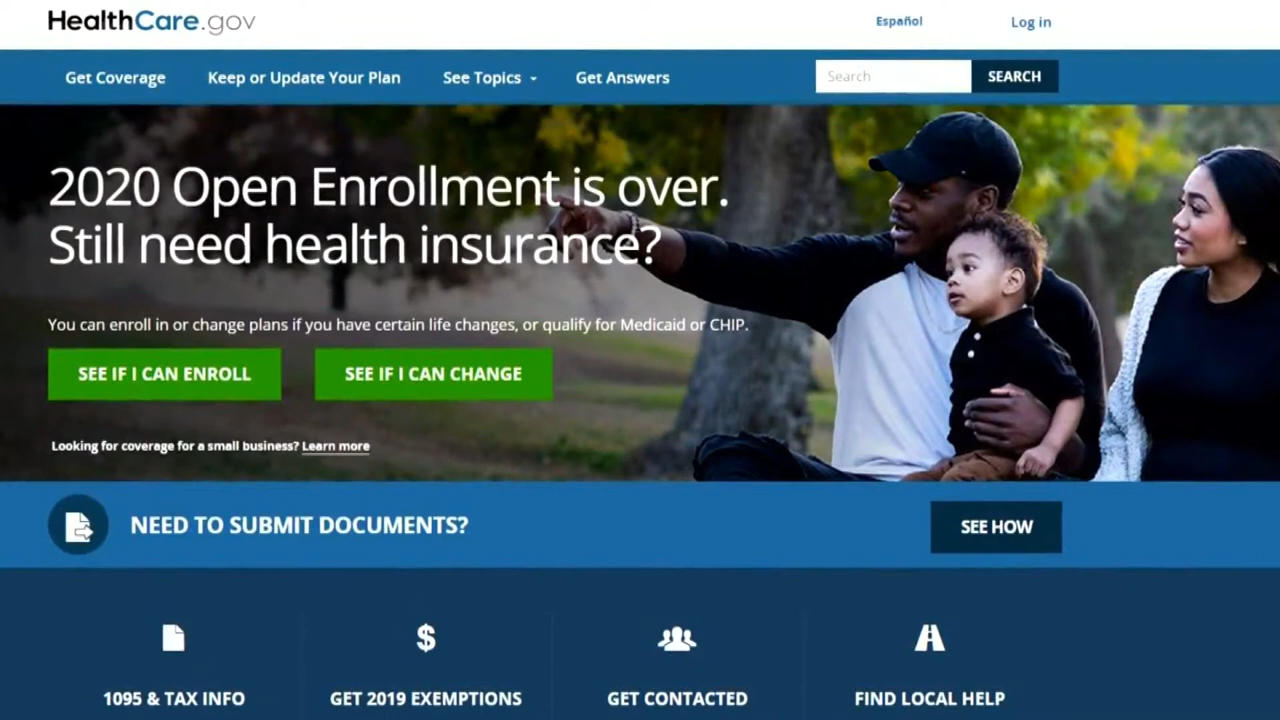 HealthCare.gov
Español
Log in
Get Coverage
Keep or Update Your Plan
See Topics
Get Answers
Search
SEARCH
2020 Open Enrollment is over.
Still need health insurance?
You can enroll in or change plans if you have certain life changes, or qualify for Medicaid or CHIP.
SEE IF I CAN ENROLL
SEE IF I CAN CHANGE
Looking for coverage for a small business? Learn more
NEED TO SUBMIT DOCUMENTS?
SEE HOW
$
1095 & TAX INFO
GET 2019 EXEMPTIONS
GET CONTACTED
FIND LOCAL HELP